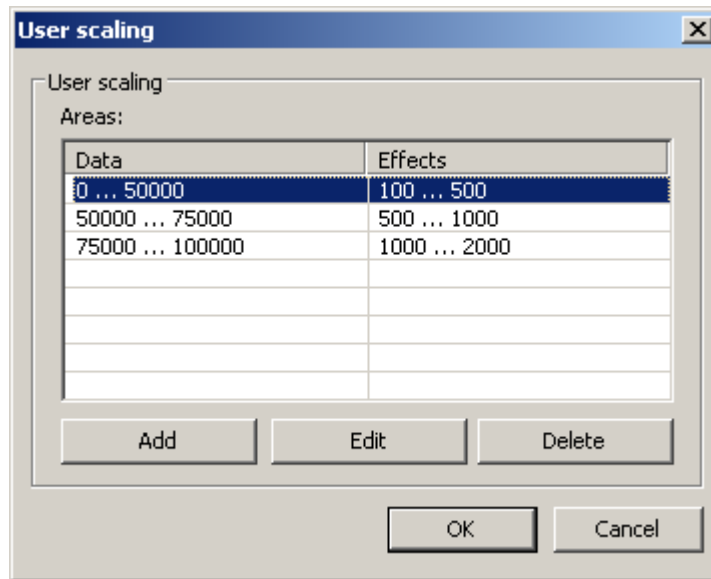 User scaling
User scaling
Areas:
Data Effects
0 ... 50000 100 ... 500
50000 ... 75000 500 ... 1000
75000 ... 100000 1000 ... 2000
Add Edit Delete
OK Cancel